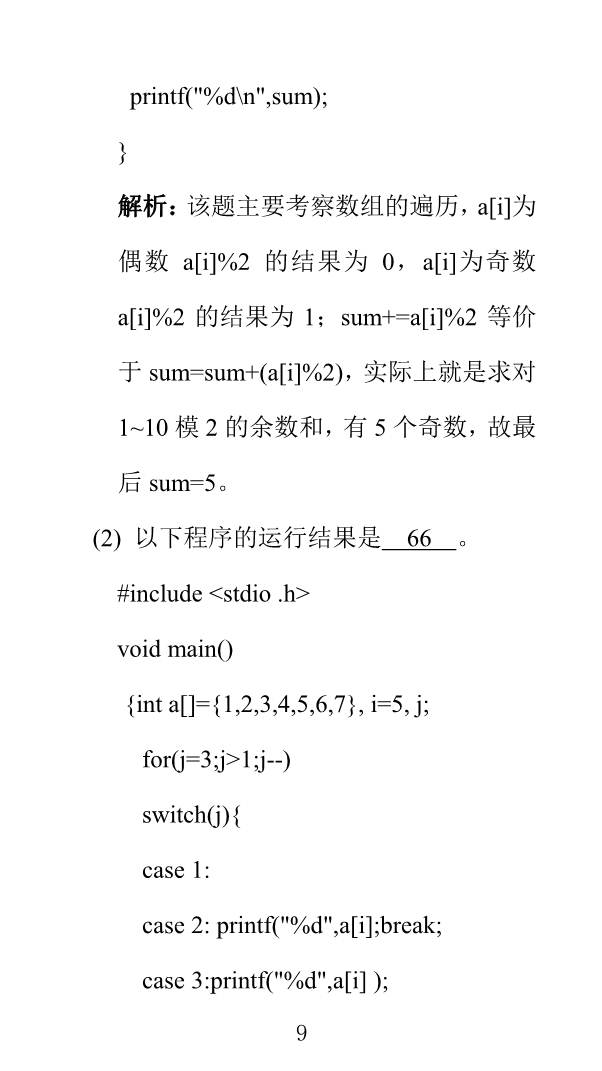 printf("%d\n",sum);
}
解析：该题主要考察数组的遍历，a[i]为
偶数 a[i]%2 的结果为 0，a[i]为奇数
a[i]%2 的结果为 1；sum+=a[i]%2 等价
于 sum=sum+(a[i]%2)，实际上就是求对
1~10 模 2 的余数和，有 5 个奇数，故最
后 sum=5。
(2) 以下程序的运行结果是 66 。
#include <stdio .h>
void main()
{int a[]={1,2,3,4,5,6,7}, i=5, j;
for(j=3;j>1;j--)
switch(j){
case 1:
case 2: printf("%d",a[i];break;
case 3:printf("%d",a[i] );
9